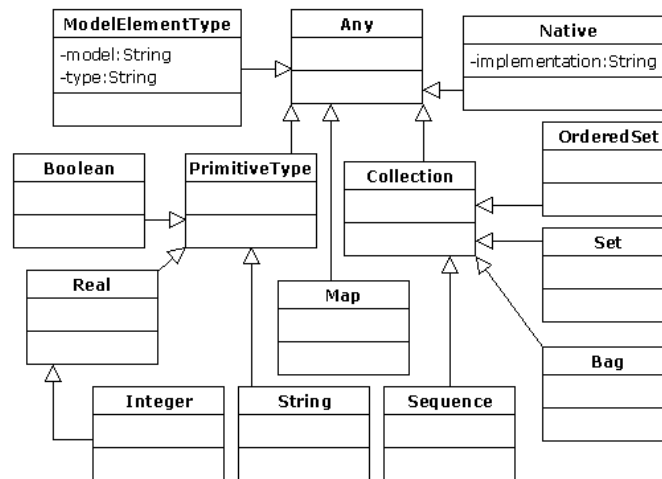 ModelElementType
-model:String
-type:String
Any
Native
-implementation:String
OrderedSet
Boolean
PrimitiveType
Collection
Set
Real
Map
Bag
Integer
String
Sequence